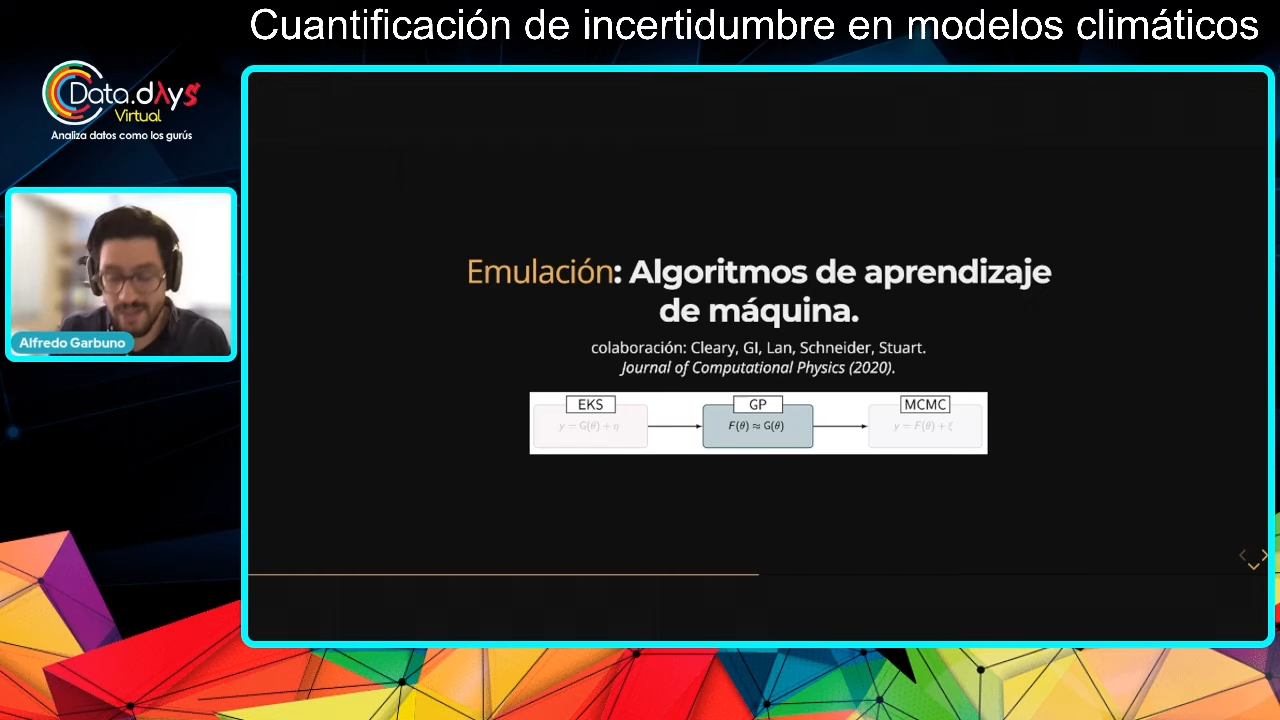 Cuantificación de incertidumbre en modelos climáticos
Data.dAys
Virtual
Analiza datos como los gurús
Alfredo Garbuno
Emulación: Algoritmos de aprendizaje
de máquina.
colaboración: Cleary, GI, Lan, Schneider, Stuart.
Journal of Computational Physics (2020).
EKS
GP
MCMC
y = G(θ) + η
F(θ) ≈ G(θ)
y = F(θ) + ξ